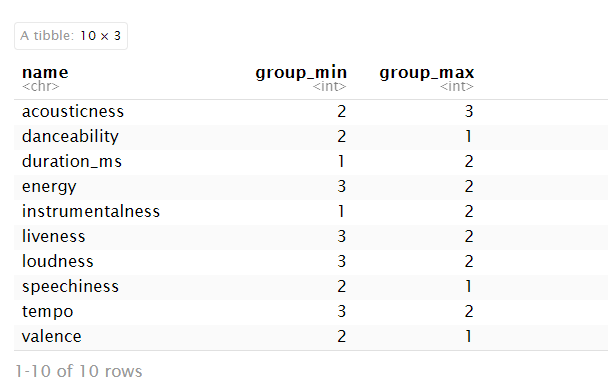 A tibble: 10 × 3
name group_min group_max
<chr> <int> <int>
acousticness 2 3
danceability 2 1
duration_ms 1 2
energy 3 2
instrumentalness 1 2
liveness 3 2
loudness 3 2
speechiness 2 1
tempo 3 2
valence 2 1
1-10 of 10 rows